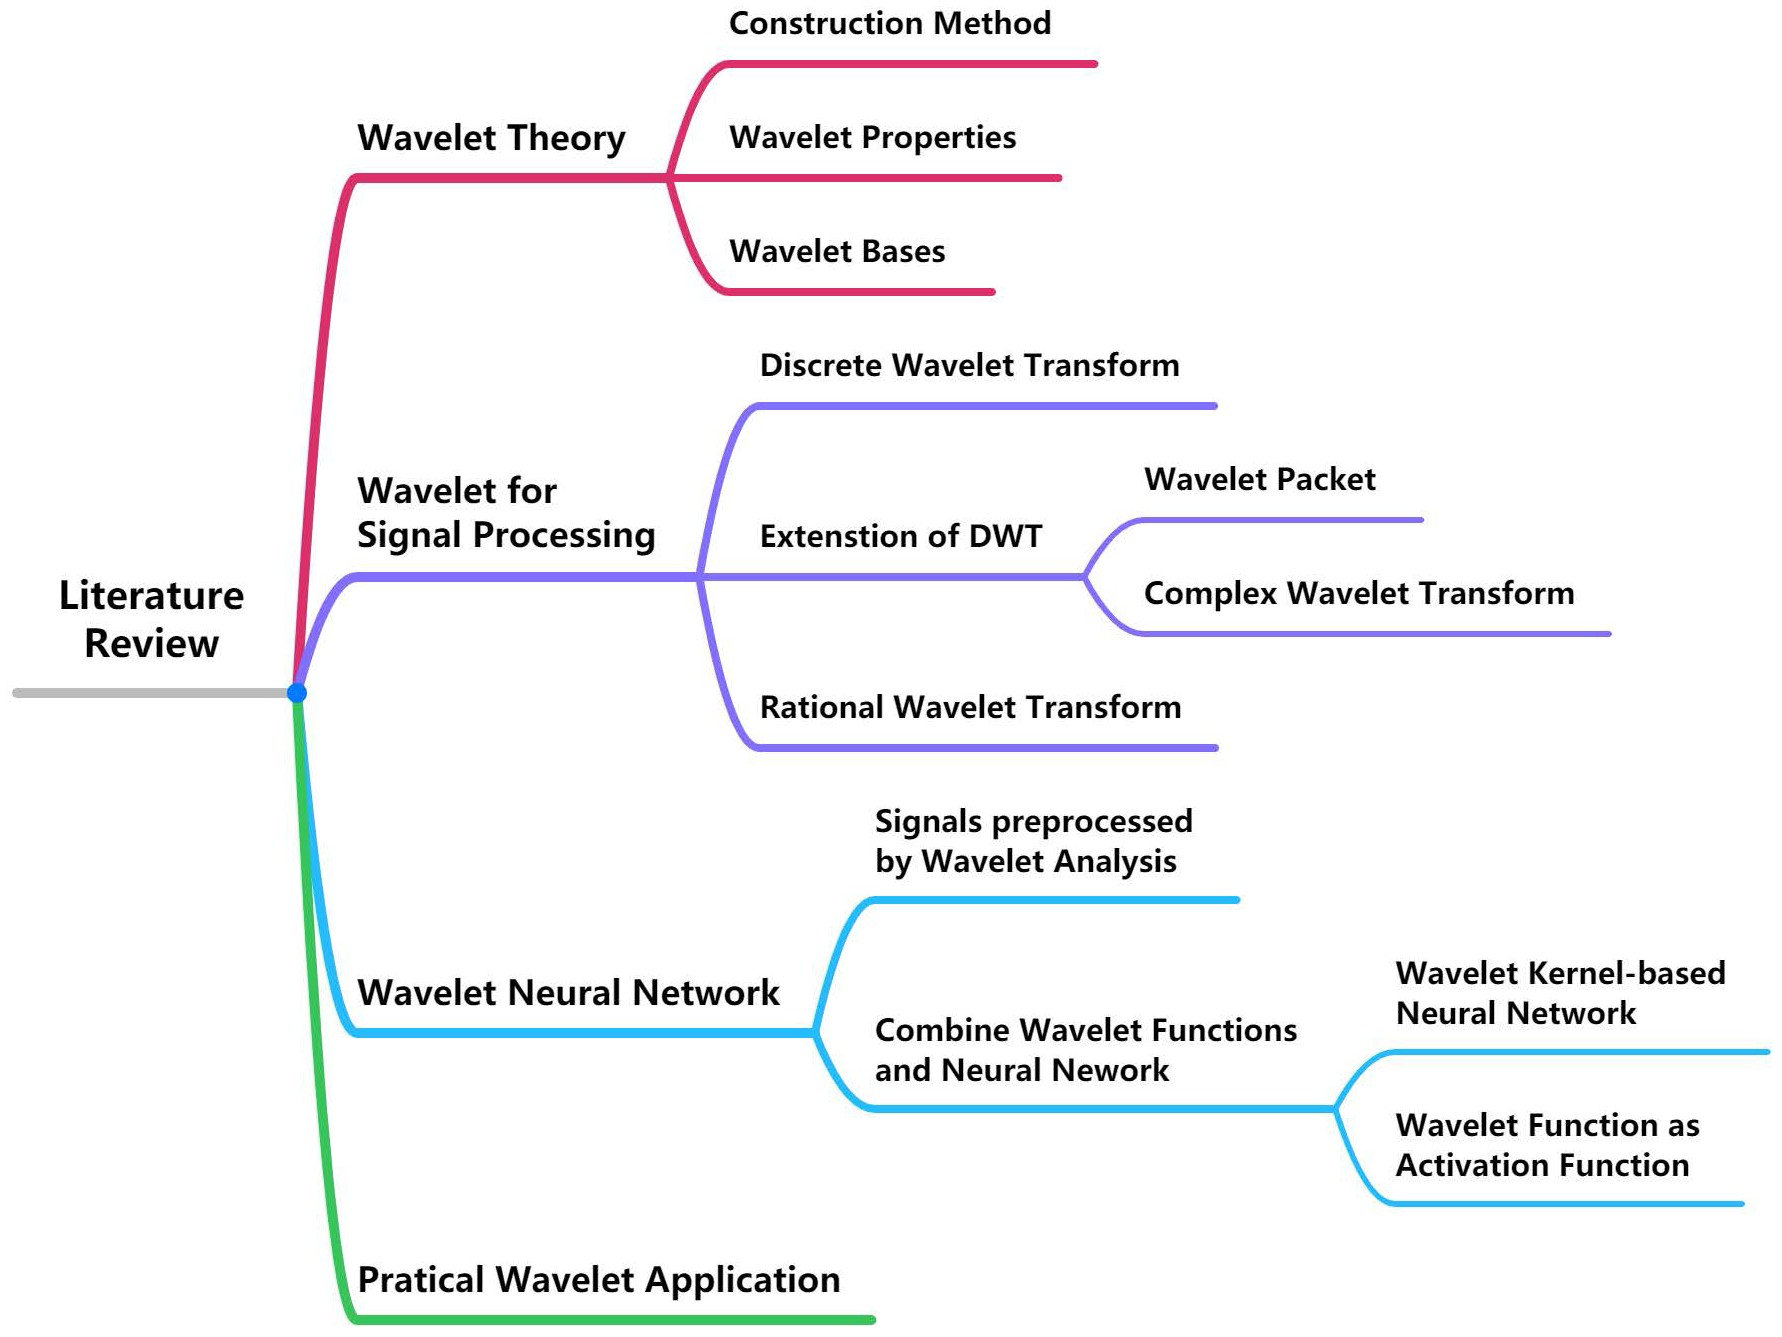 Literature
Review
Wavelet Theory
Construction Method
Wavelet Properties
Wavelet Bases
Wavelet for
Signal Processing
Discrete Wavelet Transform
Extenstion of DWT
Wavelet Packet
Complex Wavelet Transform
Rational Wavelet Transform
Wavelet Neural Network
Signals preprocessed
by Wavelet Analysis
Combine Wavelet Functions
and Neural Nework
Wavelet Kernel-based
Neural Network
Wavelet Function as
Activation Function
Pratical Wavelet Application